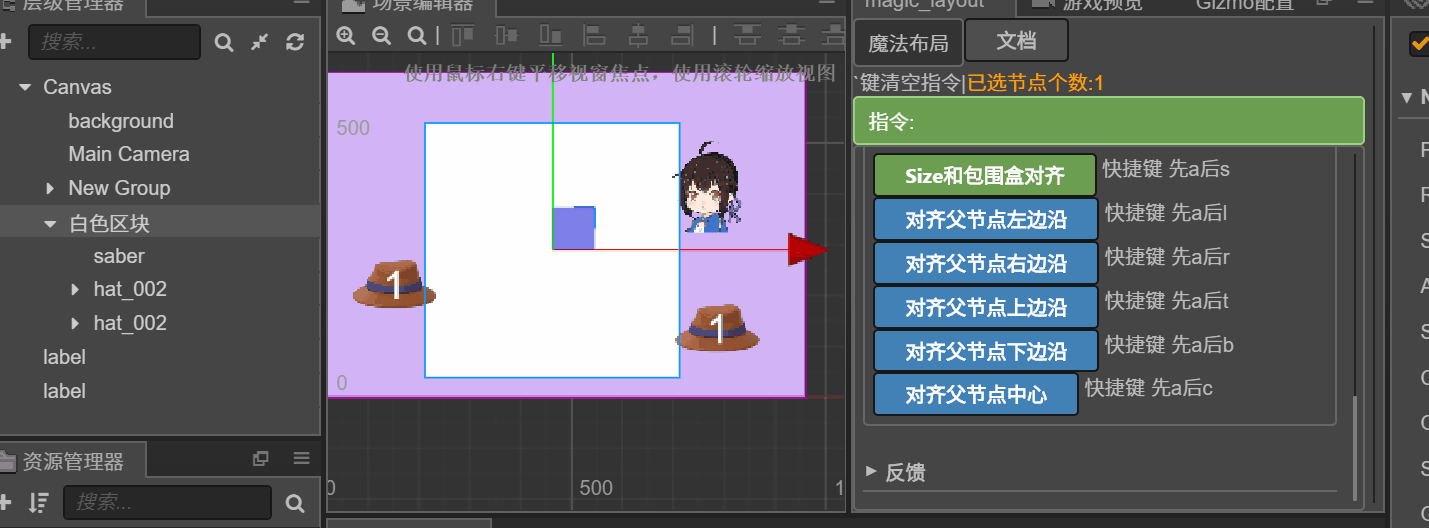 层级管理器
搜索...
Canvas
background
Main Camera
New Group
白色区块
saber
hat_002
hat_002
label
label
资源管理器
搜索...
场景编辑器
使用鼠标右键平移视窗焦点，使用滚轮缩放视图
500
0
1
1
0
500
1
magic_layout
游戏预览
Gizmo配置
魔法布局
文档
`键清空指令|已选节点个数:1
指令:
Size和包围盒对齐 快捷键 先a后s
对齐父节点左边沿 快捷键 先a后l
对齐父节点右边沿 快捷键 先a后r
对齐父节点上边沿 快捷键 先a后t
对齐父节点下边沿 快捷键 先a后b
对齐父节点中心 快捷键 先a后c
反馈